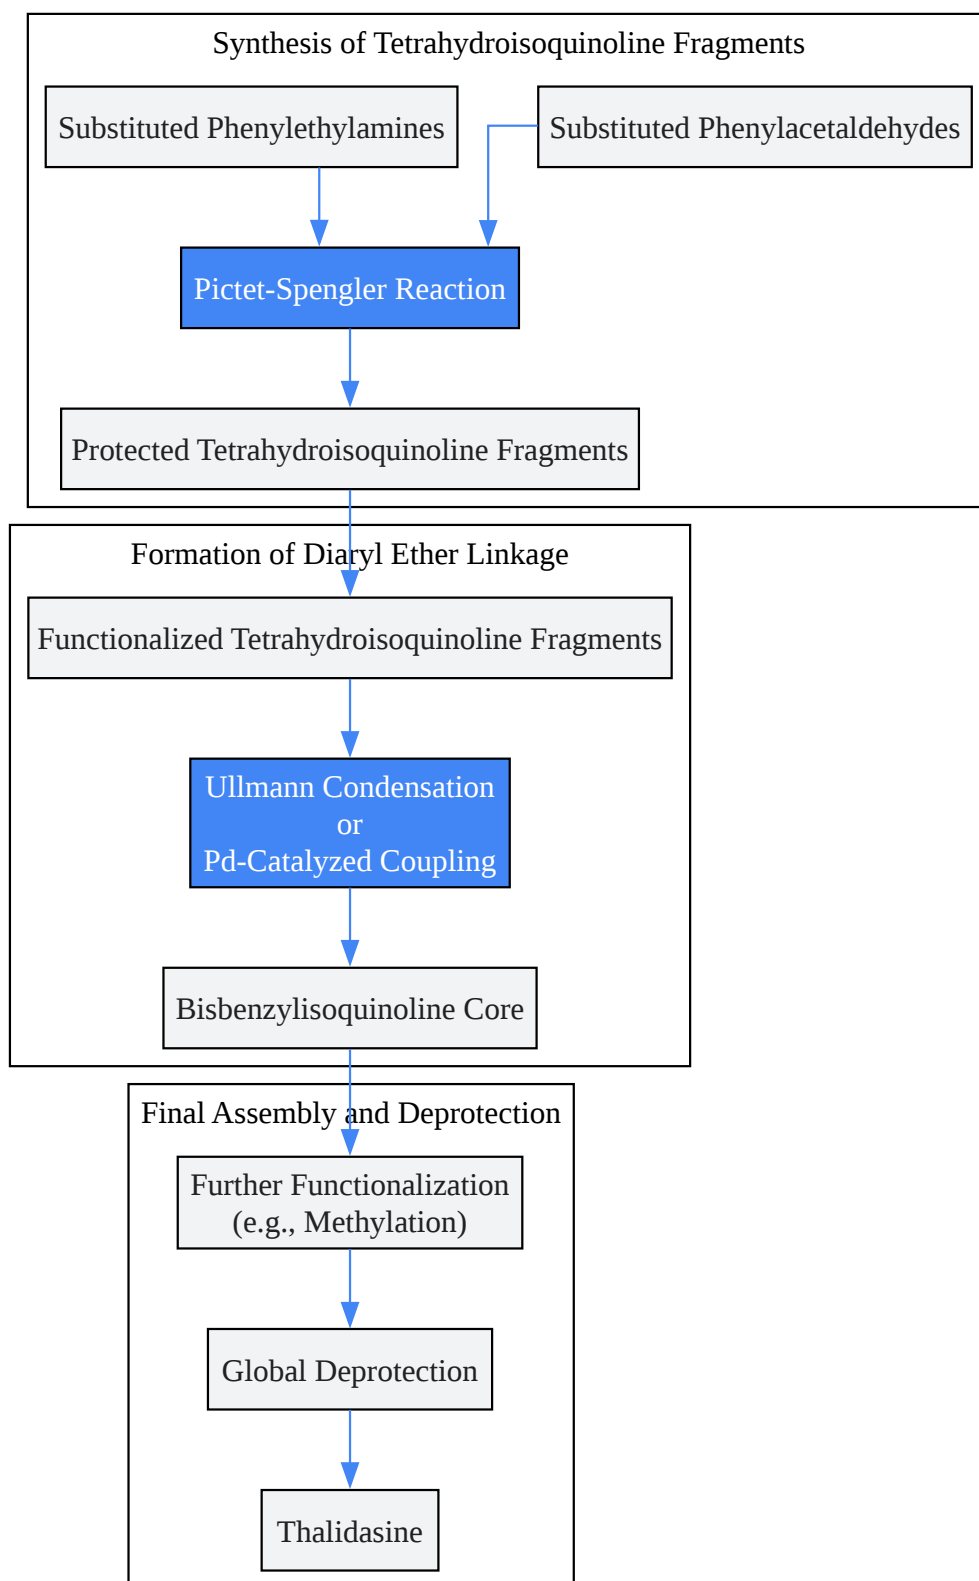 Synthesis of Tetrahydroisoquinoline Fragments
Substituted Phenylethylamines
Substituted Phenylacetaldehydes
Pictet-Spengler Reaction
Protected Tetrahydroisoquinoline Fragments
Formation of Diaryl Ether Linkage
Functionalized Tetrahydroisoquinoline Fragments
Ullmann Condensation
or
Pd-Catalyzed Coupling
Bisbenzylisoquinoline Core
Final Assembly and Deprotection
Further Functionalization
(e.g., Methylation)
Global Deprotection
Thalidasine